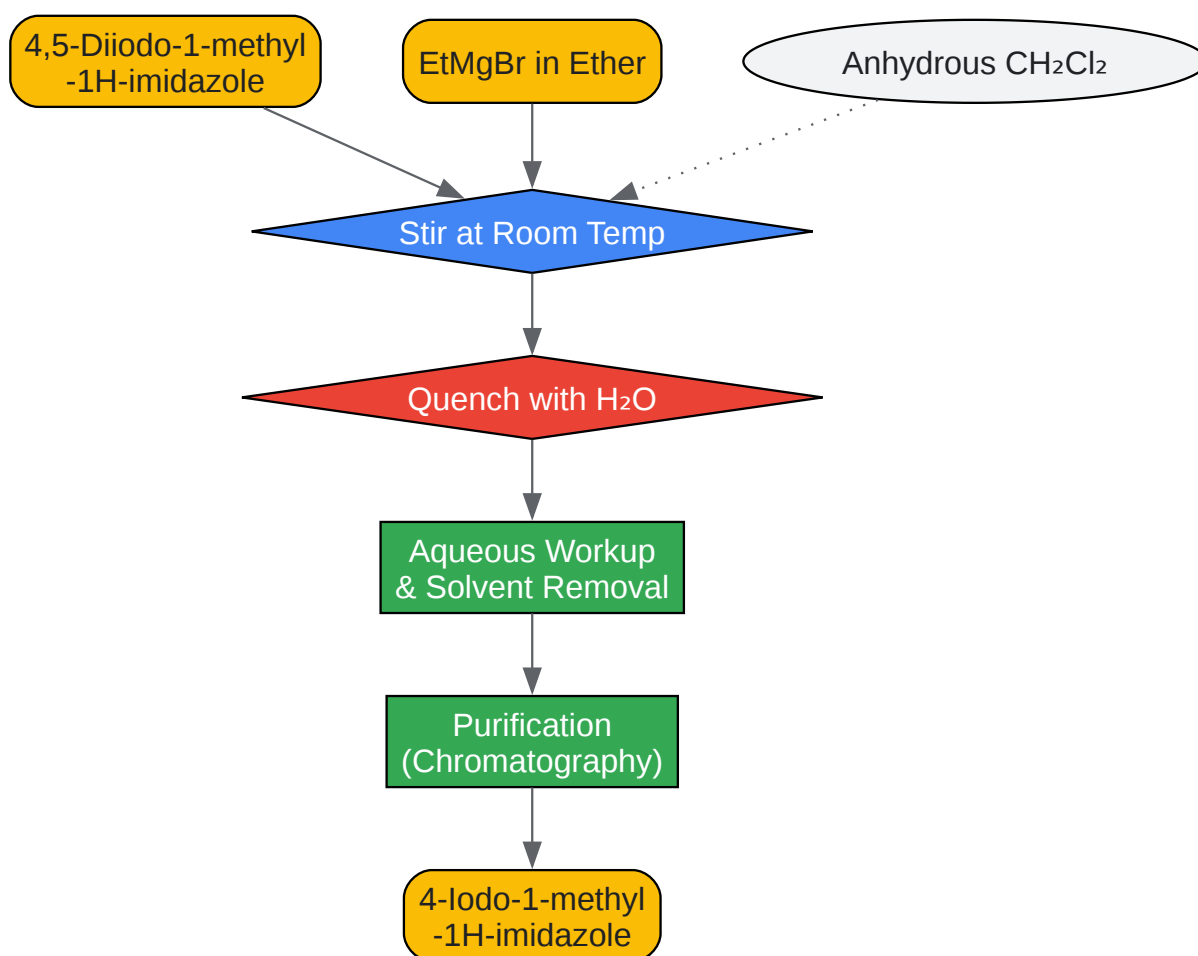 4,5-Diiodo-1-methyl
-1H-imidazole
EtMgBr in Ether
Anhydrous CH₂Cl₂
Stir at Room Temp
Quench with H₂O
Aqueous Workup
& Solvent Removal
Purification
(Chromatography)
4-Iodo-1-methyl
-1H-imidazole